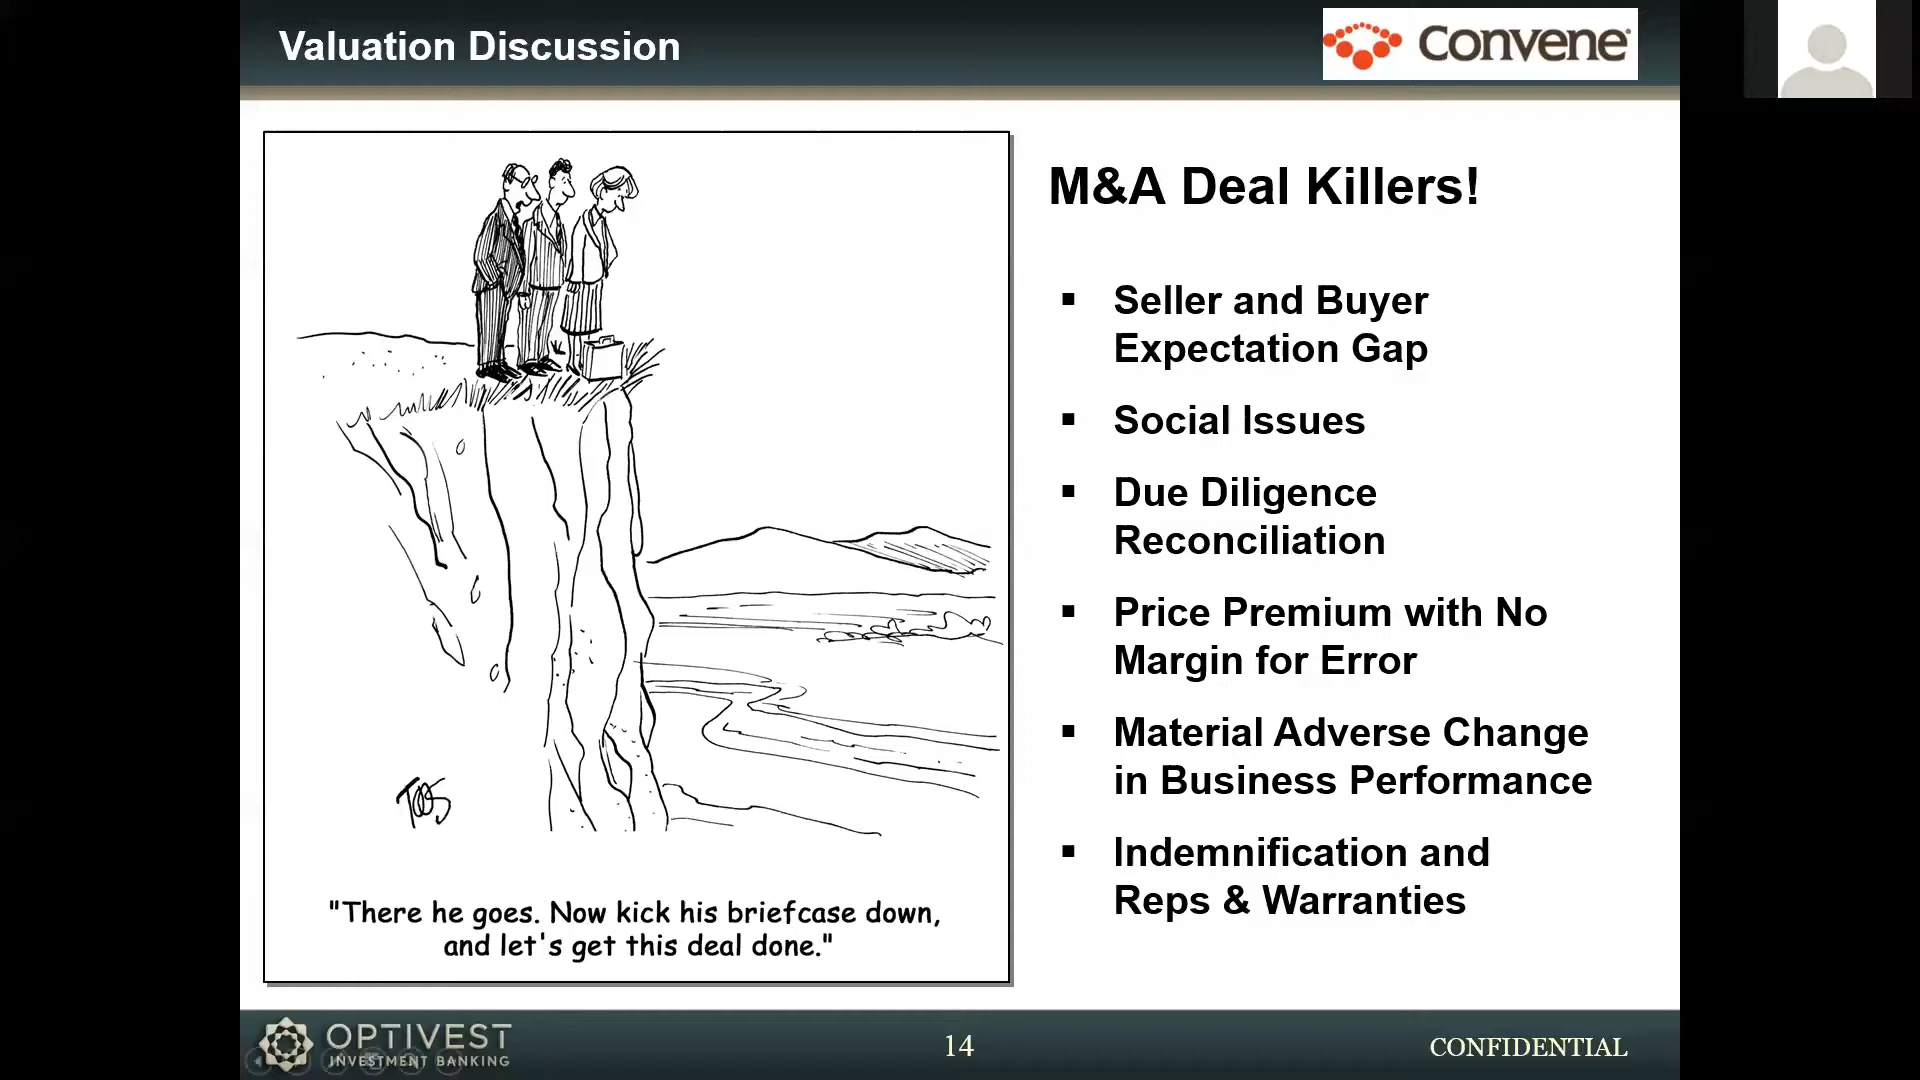 Valuation Discussion
Convene
M&A Deal Killers!
Seller and Buyer
Expectation Gap
Social Issues
Due Diligence
Reconciliation
Price Premium with No
Margin for Error
Material Adverse Change
in Business Performance
Indemnification and
Reps & Warranties
TOOS
"There he goes. Now kick his briefcase down,
and let's get this deal done."
OPTIVEST
INVESTMENT BANKING
14
CONFIDENTIAL